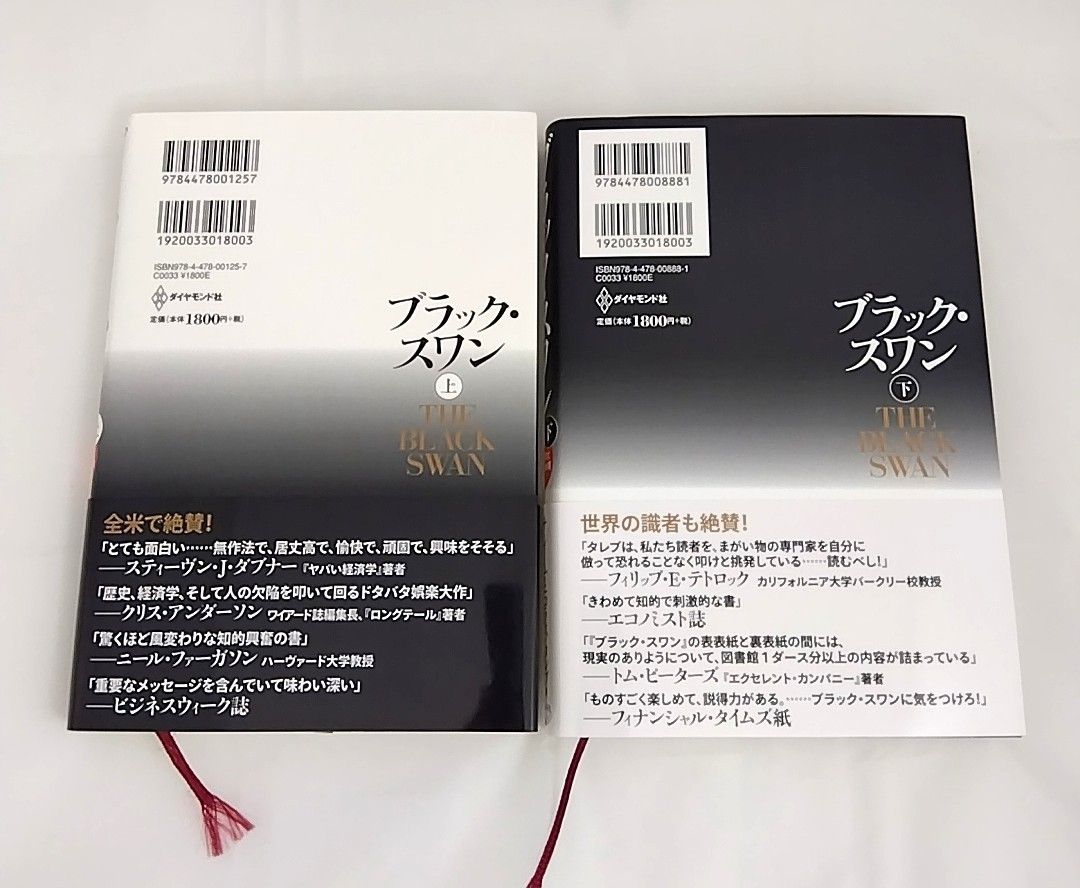 9784478001257
1920033018003
ISBN978-4-478-00125-7
C0033 ¥1800E
ダイヤモンド社
定価(本体1800円+税)
ブラック・
スワン
上
THE
BLACK
SWAN
全米で絶賛!
「とても面白い……無作法で、居丈高で、愉快で、頑固で、興味をそそる」
──スティーヴン・J・ダブナー 『ヤバい経済学』著者
「歴史、経済学、そして人の欠陥を叩いて回るドタバタ娯楽大作」
──クリス・アンダーソン ワイアード誌編集長、『ロングテール』著者
「驚くほど風変わりな知的興奮の書」
──ニール・ファーガソン ハーヴァード大学教授
「重要なメッセージを含んでいて味わい深い」
──ビジネスウィーク誌
9784478008881
1920033018003
ISBN978-4-478-00888-1
C0033 ¥1800E
ダイヤモンド社
定価(本体1800円+税)
ブラック・
スワン
下
THE
BLACK
SWAN
下
世界の識者も絶賛!
「タレブは、私たち読者を、まがい物の専門家を自分に
倣って恐れることなく叩けと挑発している……読むべし!」
──フィリップ・E・テトロック カリフォルニア大学バークリー校教授
「きわめて知的で刺激的な書」
──エコノミスト誌
「『ブラック・スワン』の表表紙と裏表紙の間には、
現実のありようについて、図書館1ダース分以上の内容が詰まっている」
──トム・ピーターズ 『エクセレント・カンパニー』著者
「ものすごく楽しめて、説得力がある。……ブラック・スワンに気をつけろ!」
──フィナンシャル・タイムズ紙